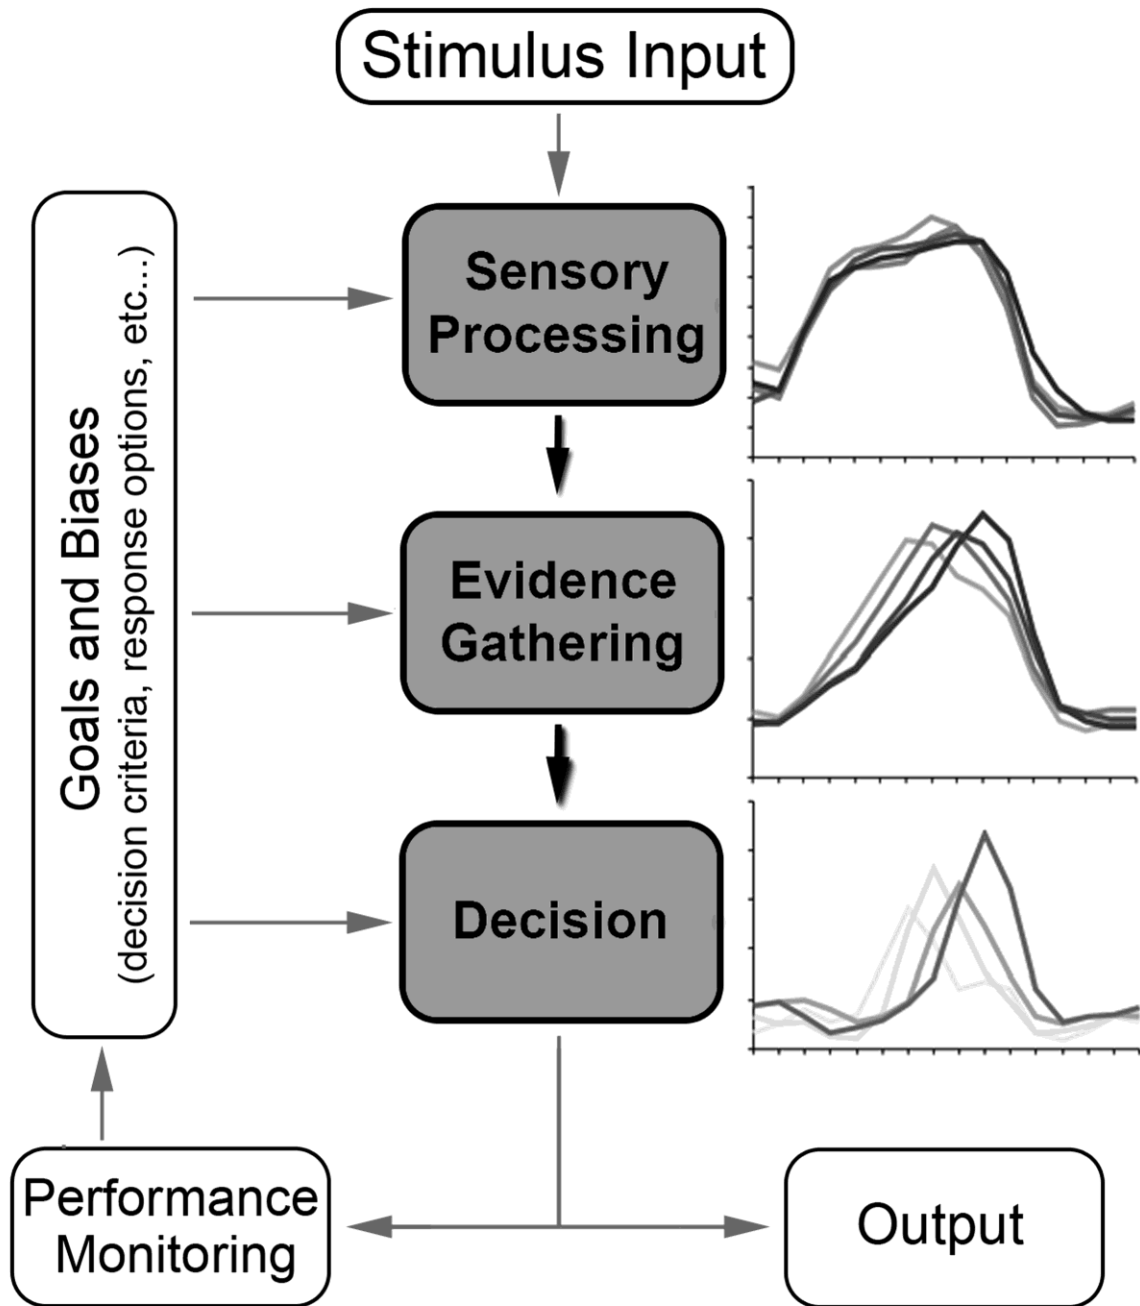 Stimulus Input
Goals and Biases
(decision criteria, response options, etc...)
Sensory
Processing
Evidence
Gathering
Decision
Performance
Monitoring
Output